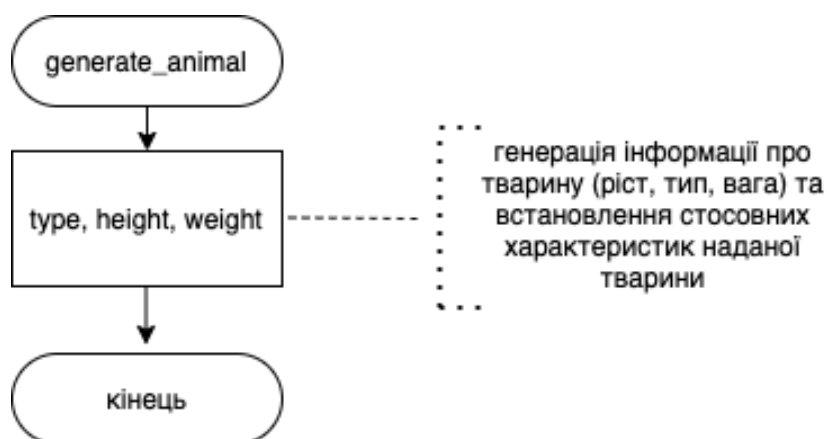 generate_animal
type, height, weight
генерація інформації про
тварину (ріст, тип, вага) та
встановлення стосовних
характеристик наданої
тварини
кінець